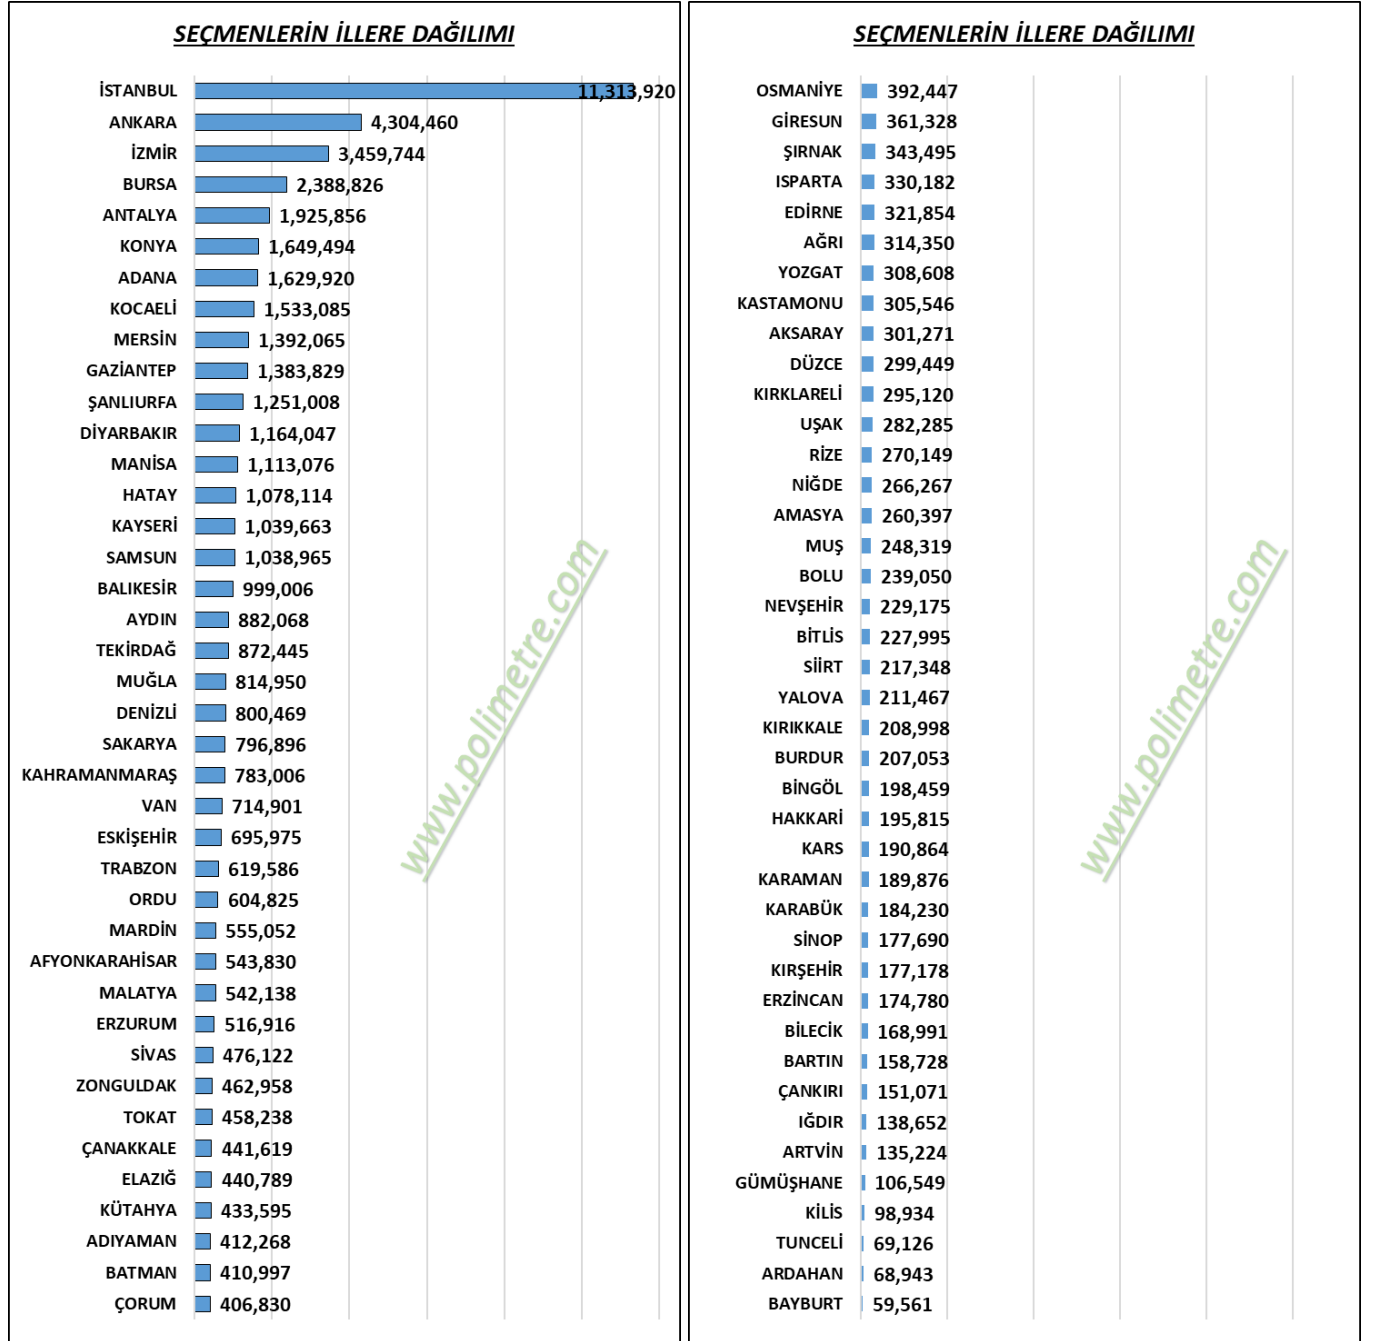 SEÇMENLERİN İLLERE DAĞILIMI
İSTANBUL 11,313,920
ANKARA 4,304,460
İZMİR 3,459,744
BURSA 2,388,826
ANTALYA 1,925,856
KONYA 1,649,494
ADANA 1,629,920
KOCAELİ 1,533,085
MERSİN 1,392,065
GAZİANTEP 1,383,829
ŞANLIURFA 1,251,008
DİYARBAKIR 1,164,047
MANİSA 1,113,076
HATAY 1,078,114
KAYSERİ 1,039,663
SAMSUN 1,038,965
BALIKESİR 999,006
AYDIN 882,068
TEKİRDAĞ 872,445
MUĞLA 814,950
DENİZLİ 800,469
SAKARYA 796,896
KAHRAMANMARAŞ 783,006
VAN 714,901
ESKİŞEHİR 695,975
TRABZON 619,586
ORDU 604,825
MARDİN 555,052
AFYONKARAHİSAR 543,830
MALATYA 542,138
ERZURUM 516,916
SİVAS 476,122
ZONGULDAK 462,958
TOKAT 458,238
ÇANAKKALE 441,619
ELAZIĞ 440,789
KÜTAHYA 433,595
ADIYAMAN 412,268
BATMAN 410,997
ÇORUM 406,830
www.polimetre.com
SEÇMENLERİN İLLERE DAĞILIMI
OSMANİYE 392,447
GİRESUN 361,328
ŞIRNAK 343,495
ISPARTA 330,182
EDİRNE 321,854
AĞRI 314,350
YOZGAT 308,608
KASTAMONU 305,546
AKSARAY 301,271
DÜZCE 299,449
KIRKLARELİ 295,120
UŞAK 282,285
RİZE 270,149
NİĞDE 266,267
AMASYA 260,397
MUŞ 248,319
BOLU 239,050
NEVŞEHİR 229,175
BİTLİS 227,995
SİİRT 217,348
YALOVA 211,467
KIRIKKALE 208,998
BURDUR 207,053
BİNGÖL 198,459
HAKKARİ 195,815
KARS 190,864
KARAMAN 189,876
KARABÜK 184,230
SİNOP 177,690
KIRŞEHİR 177,178
ERZİNCAN 174,780
BİLECİK 168,991
BARTIN 158,728
ÇANKIRI 151,071
IĞDIR 138,652
ARTVİN 135,224
GÜMÜŞHANE 106,549
KİLİS 98,934
TUNCELİ 69,126
ARDAHAN 68,943
BAYBURT 59,561
www.polimetre.com